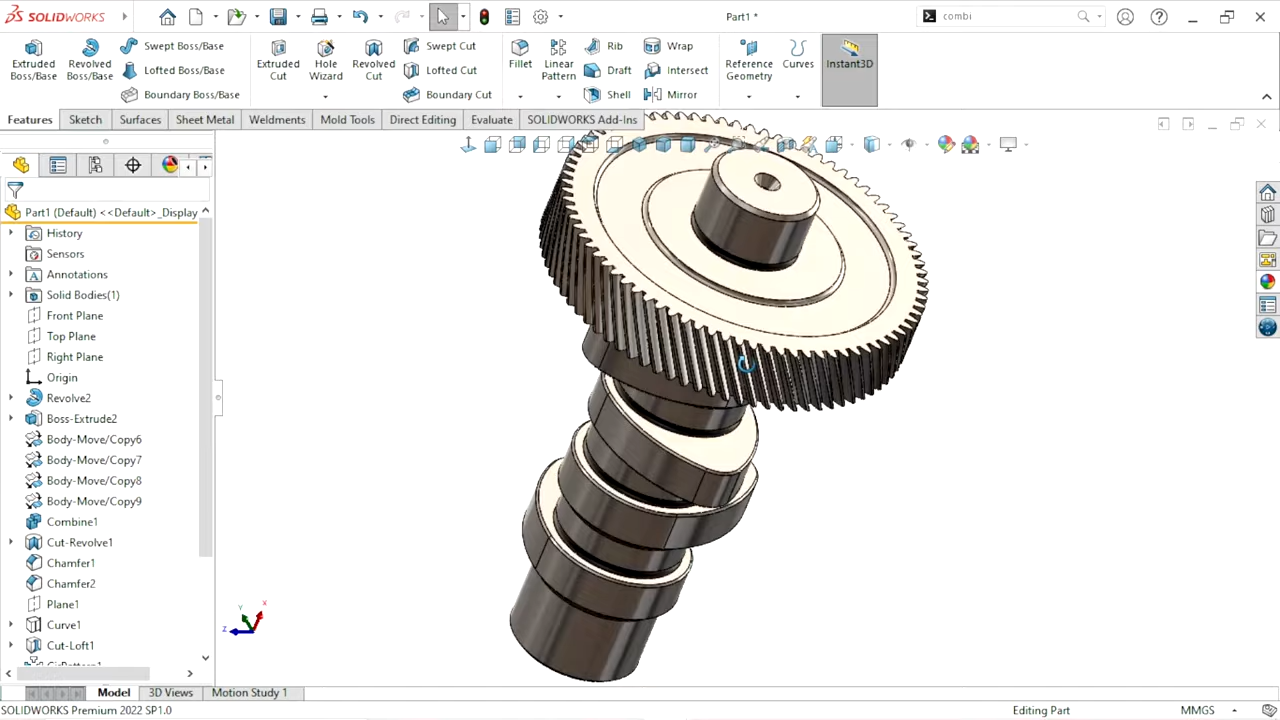 SOLIDWORKS
Part1 *
combi
Extruded Boss/Base
Revolved Boss/Base
Swept Boss/Base
Lofted Boss/Base
Boundary Boss/Base
Extruded Cut
Hole Wizard
Revolved Cut
Swept Cut
Lofted Cut
Boundary Cut
Fillet
Linear Pattern
Rib
Draft
Shell
Wrap
Intersect
Mirror
Reference Geometry
Curves
Instant3D
Features
Sketch
Surfaces
Sheet Metal
Weldments
Mold Tools
Direct Editing
Evaluate
SOLIDWORKS Add-Ins
Part1 (Default) <<Default>_Display
History
Sensors
Annotations
Solid Bodies(1)
Front Plane
Top Plane
Right Plane
Origin
Revolve2
Boss-Extrude2
Body-Move/Copy6
Body-Move/Copy7
Body-Move/Copy8
Body-Move/Copy9
Combine1
Cut-Revolve1
Chamfer1
Chamfer2
Plane1
Curve1
Cut-Loft1
CirPattern1
Y
X
Z
Model
3D Views
Motion Study 1
SOLIDWORKS Premium 2022 SP1.0
Editing Part
MMGS